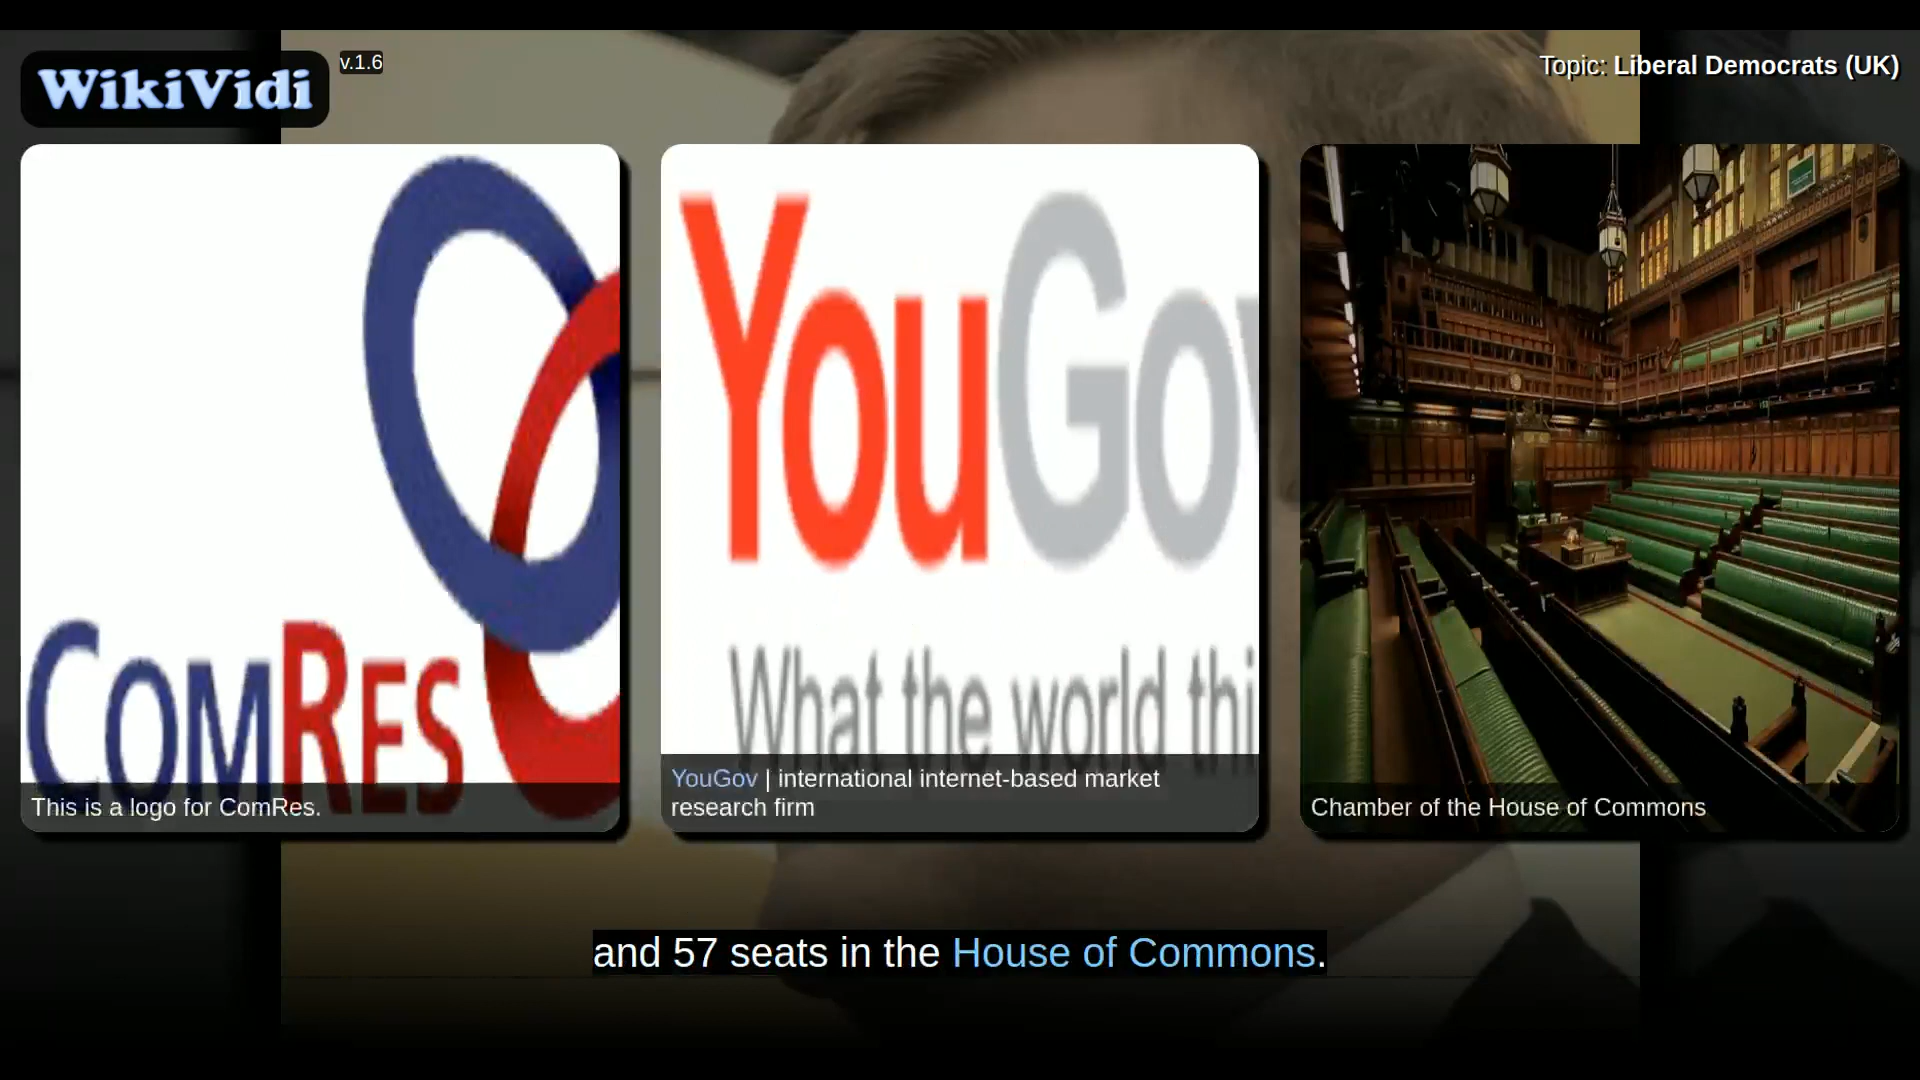 WikiVidi
v.1.6
Topic: Liberal Democrats (UK)
COMRES
This is a logo for ComRes.
YouGov
What the world thi
YouGov | international internet-based market
research firm
Chamber of the House of Commons
and 57 seats in the House of Commons.